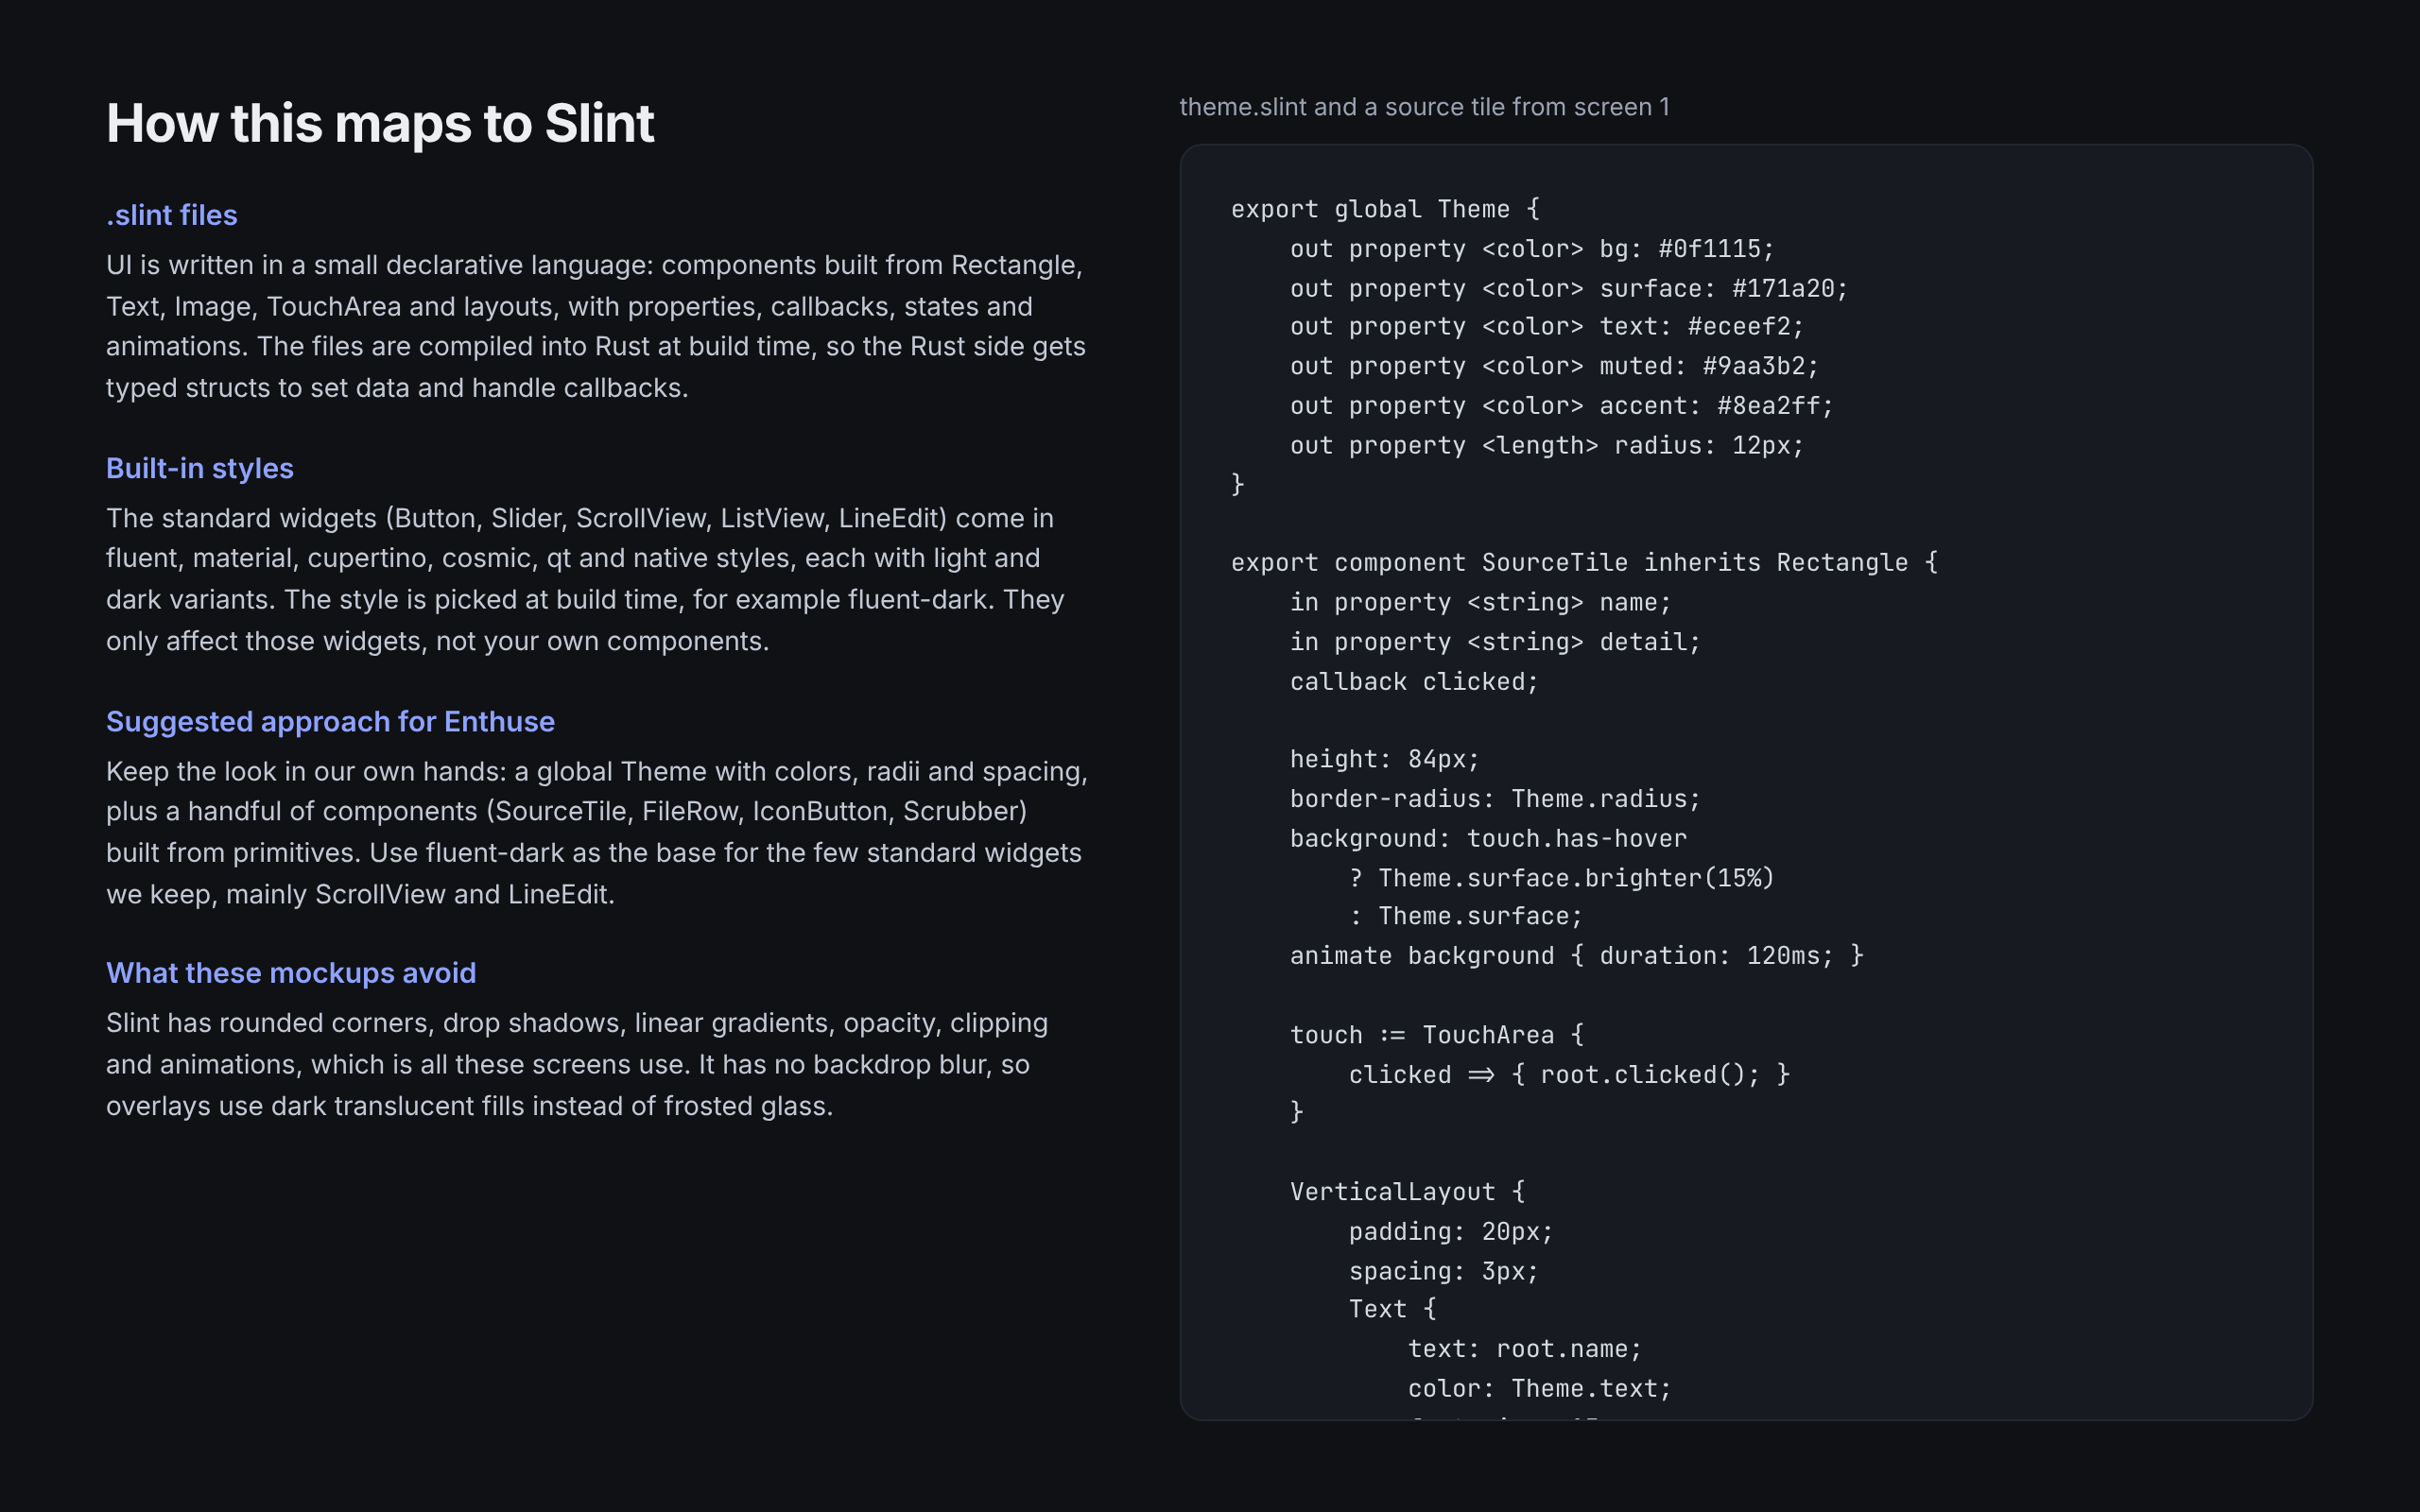 How this maps to Slint
.slint files
UI is written in a small declarative language: components built from Rectangle,
Text, Image, TouchArea and layouts, with properties, callbacks, states and
animations. The files are compiled into Rust at build time, so the Rust side gets
typed structs to set data and handle callbacks.
Built-in styles
The standard widgets (Button, Slider, ScrollView, ListView, LineEdit) come in
fluent, material, cupertino, cosmic, qt and native styles, each with light and
dark variants. The style is picked at build time, for example fluent-dark. They
only affect those widgets, not your own components.
Suggested approach for Enthuse
Keep the look in our own hands: a global Theme with colors, radii and spacing,
plus a handful of components (SourceTile, FileRow, IconButton, Scrubber)
built from primitives. Use fluent-dark as the base for the few standard widgets
we keep, mainly ScrollView and LineEdit.
What these mockups avoid
Slint has rounded corners, drop shadows, linear gradients, opacity, clipping
and animations, which is all these screens use. It has no backdrop blur, so
overlays use dark translucent fills instead of frosted glass.
theme.slint and a source tile from screen 1
export global Theme {
    out property <color> bg: #0f1115;
    out property <color> surface: #171a20;
    out property <color> text: #eceef2;
    out property <color> muted: #9aa3b2;
    out property <color> accent: #8ea2ff;
    out property <length> radius: 12px;
}
export component SourceTile inherits Rectangle {
    in property <string> name;
    in property <string> detail;
    callback clicked;
    height: 84px;
    border-radius: Theme.radius;
    background: touch.has-hover
        ? Theme.surface.brighter(15%)
        : Theme.surface;
    animate background { duration: 120ms; }
    touch := TouchArea {
        clicked => { root.clicked(); }
    }
    VerticalLayout {
        padding: 20px;
        spacing: 3px;
        Text {
            text: root.name;
            color: Theme.text;